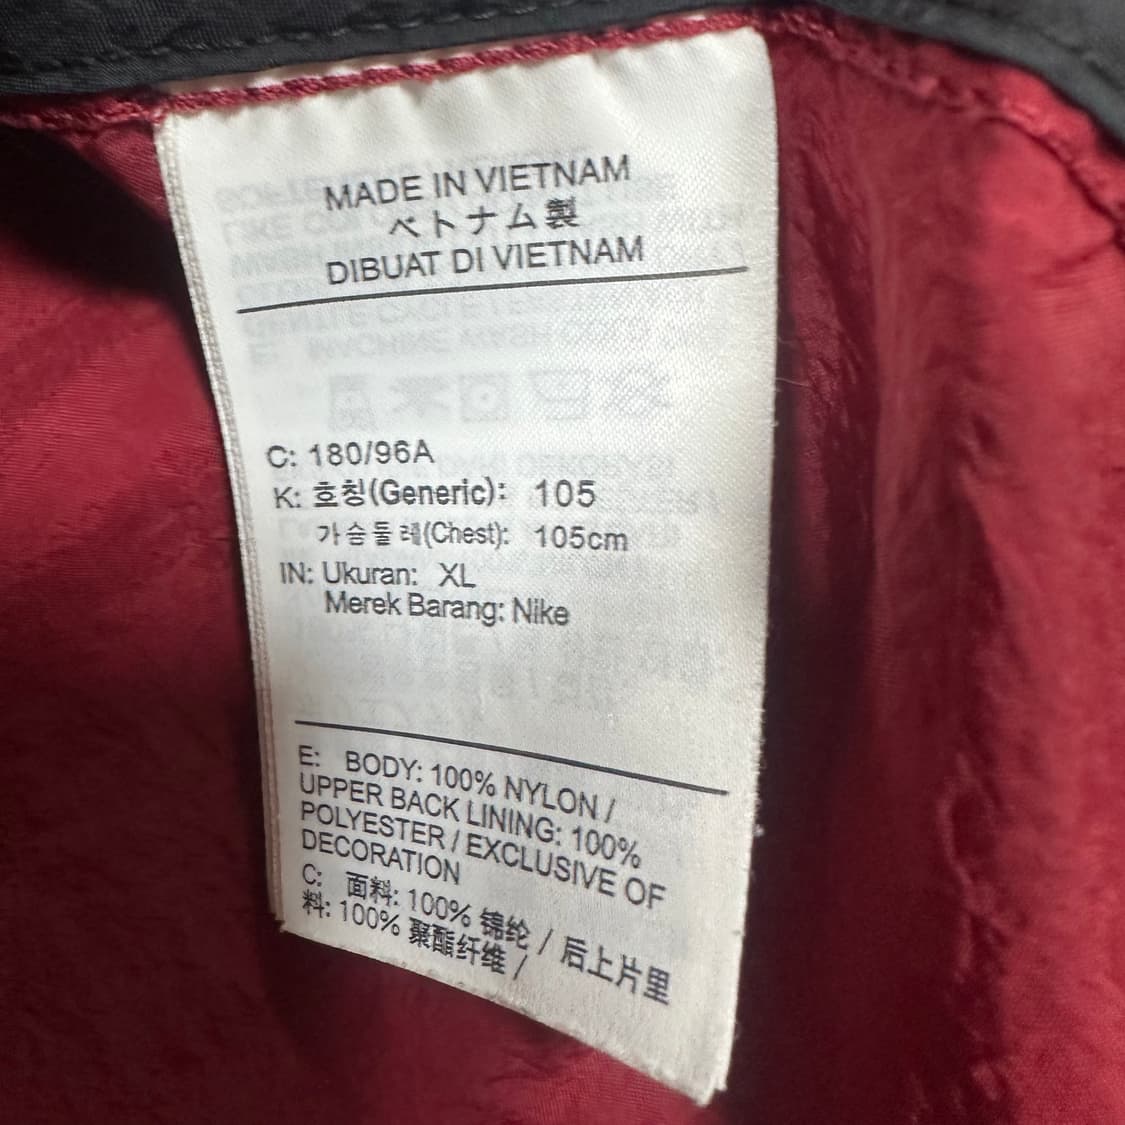 MADE IN VIETNAM
ベトナム製
DIBUAT DI VIETNAM
C: 180/96A
K: 호칭(Generic): 105
가슴둘레(Chest): 105cm
IN: Ukuran: XL
Merek Barang: Nike
E: BODY: 100% NYLON /
UPPER BACK LINING: 100%
POLYESTER / EXCLUSIVE OF
DECORATION
C: 面料: 100% 锦纶 / 后上片里
料: 100% 聚酯纤维 /